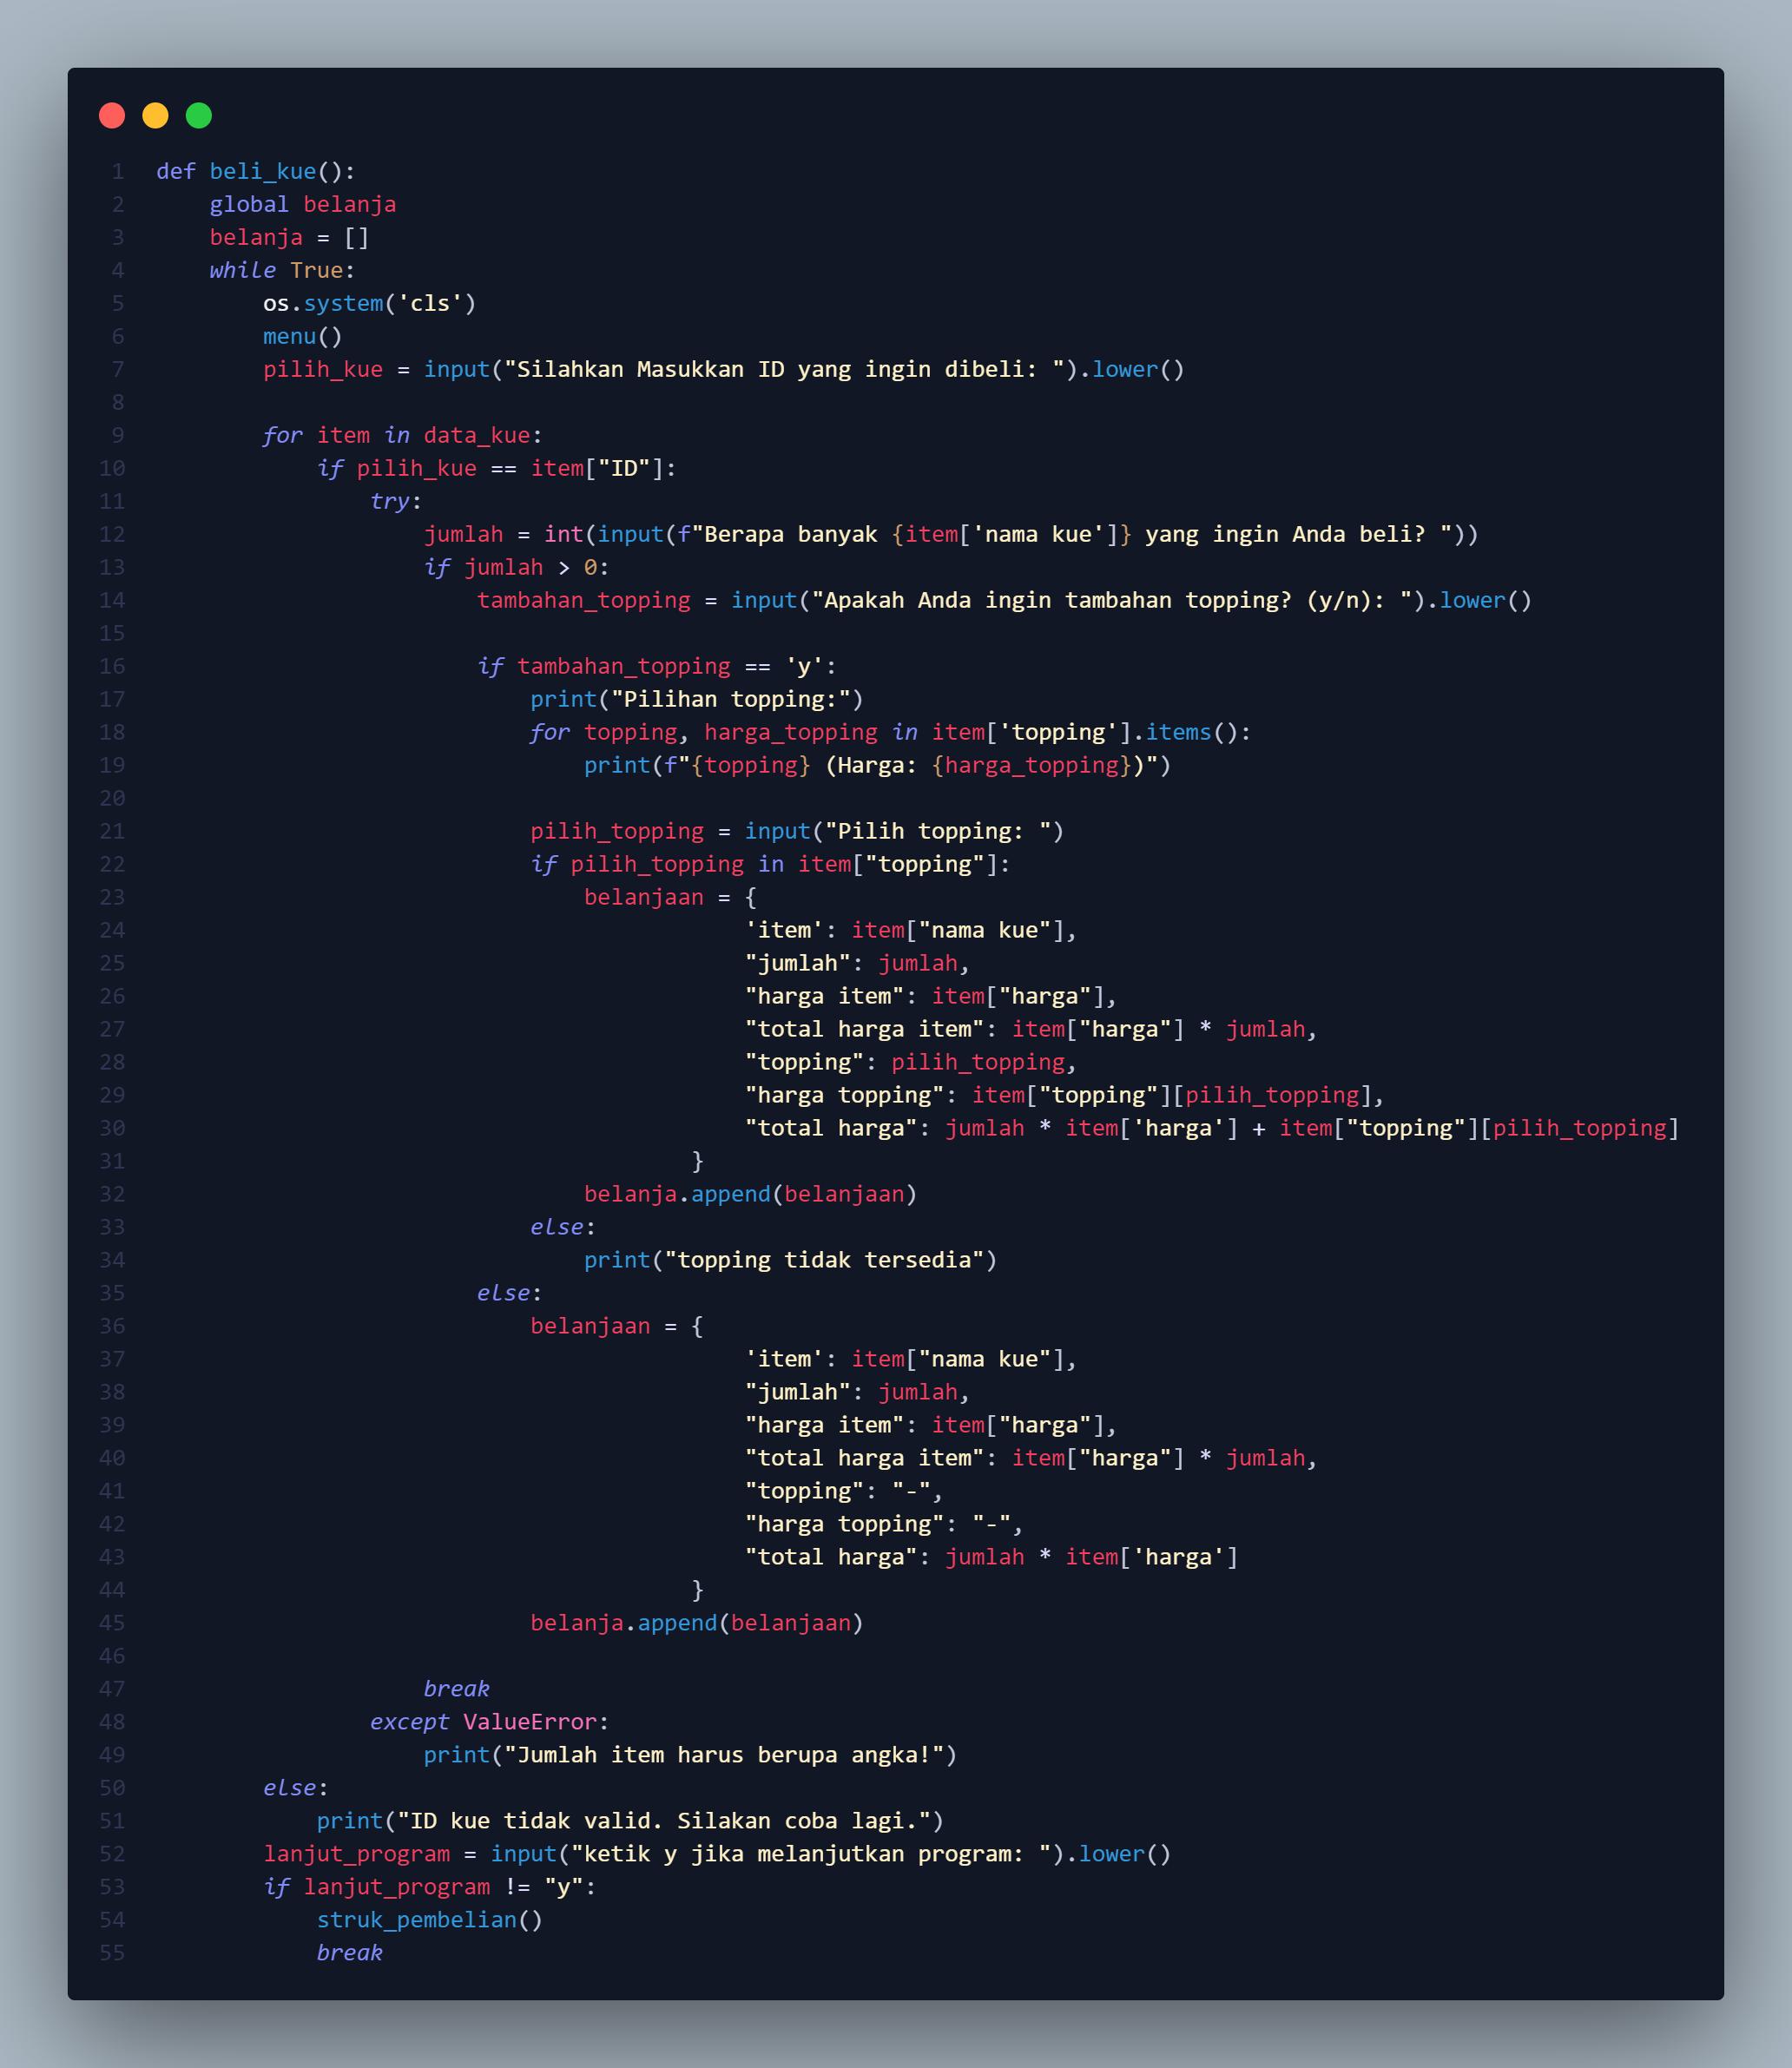 1 def beli_kue():
2     global belanja
3     belanja = []
4     while True:
5         os.system('cls')
6         menu()
7         pilih_kue = input("Silahkan Masukkan ID yang ingin dibeli: ").lower()
8
9         for item in data_kue:
10             if pilih_kue == item["ID"]:
11                 try:
12                     jumlah = int(input(f"Berapa banyak {item['nama kue']} yang ingin Anda beli? "))
13                     if jumlah > 0:
14                         tambahan_topping = input("Apakah Anda ingin tambahan topping? (y/n): ").lower()
15
16                         if tambahan_topping == 'y':
17                             print("Pilihan topping:")
18                             for topping, harga_topping in item['topping'].items():
19                                 print(f"{topping} (Harga: {harga_topping})")
20
21                             pilih_topping = input("Pilih topping: ")
22                             if pilih_topping in item["topping"]:
23                                 belanjaan = {
24                                             'item': item["nama kue"],
25                                             "jumlah": jumlah,
26                                             "harga item": item["harga"],
27                                             "total harga item": item["harga"] * jumlah,
28                                             "topping": pilih_topping,
29                                             "harga topping": item["topping"][pilih_topping],
30                                             "total harga": jumlah * item['harga'] + item["topping"][pilih_topping]
31                                         }
32                                 belanja.append(belanjaan)
33                             else:
34                                 print("topping tidak tersedia")
35                         else:
36                             belanjaan = {
37                                             'item': item["nama kue"],
38                                             "jumlah": jumlah,
39                                             "harga item": item["harga"],
40                                             "total harga item": item["harga"] * jumlah,
41                                             "topping": "-",
42                                             "harga topping": "-",
43                                             "total harga": jumlah * item['harga']
44                                         }
45                             belanja.append(belanjaan)
46
47                     break
48                 except ValueError:
49                     print("Jumlah item harus berupa angka!")
50         else:
51             print("ID kue tidak valid. Silakan coba lagi.")
52         lanjut_program = input("ketik y jika melanjutkan program: ").lower()
53         if lanjut_program != "y":
54             struk_pembelian()
55             break